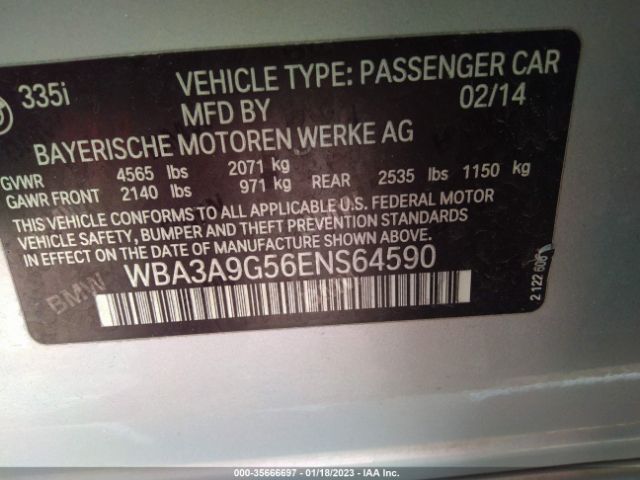 335i
VEHICLE TYPE: PASSENGER CAR
MFD BY 02/14
BAYERISCHE MOTOREN WERKE AG
GVWR 4565 lbs 2071 kg
GAWR FRONT 2140 lbs 971 kg REAR 2535 lbs 1150 kg
THIS VEHICLE CONFORMS TO ALL APPLICABLE U.S. FEDERAL MOTOR
VEHICLE SAFETY, BUMPER AND THEFT PREVENTION STANDARDS
IN EFFECT ON THE DATE OF MANUFACTURE SHOWN ABOVE.
WBA3A9G56ENS64590
BMW
2 122 606
000-35666697 - 01/18/2023 - IAA Inc.